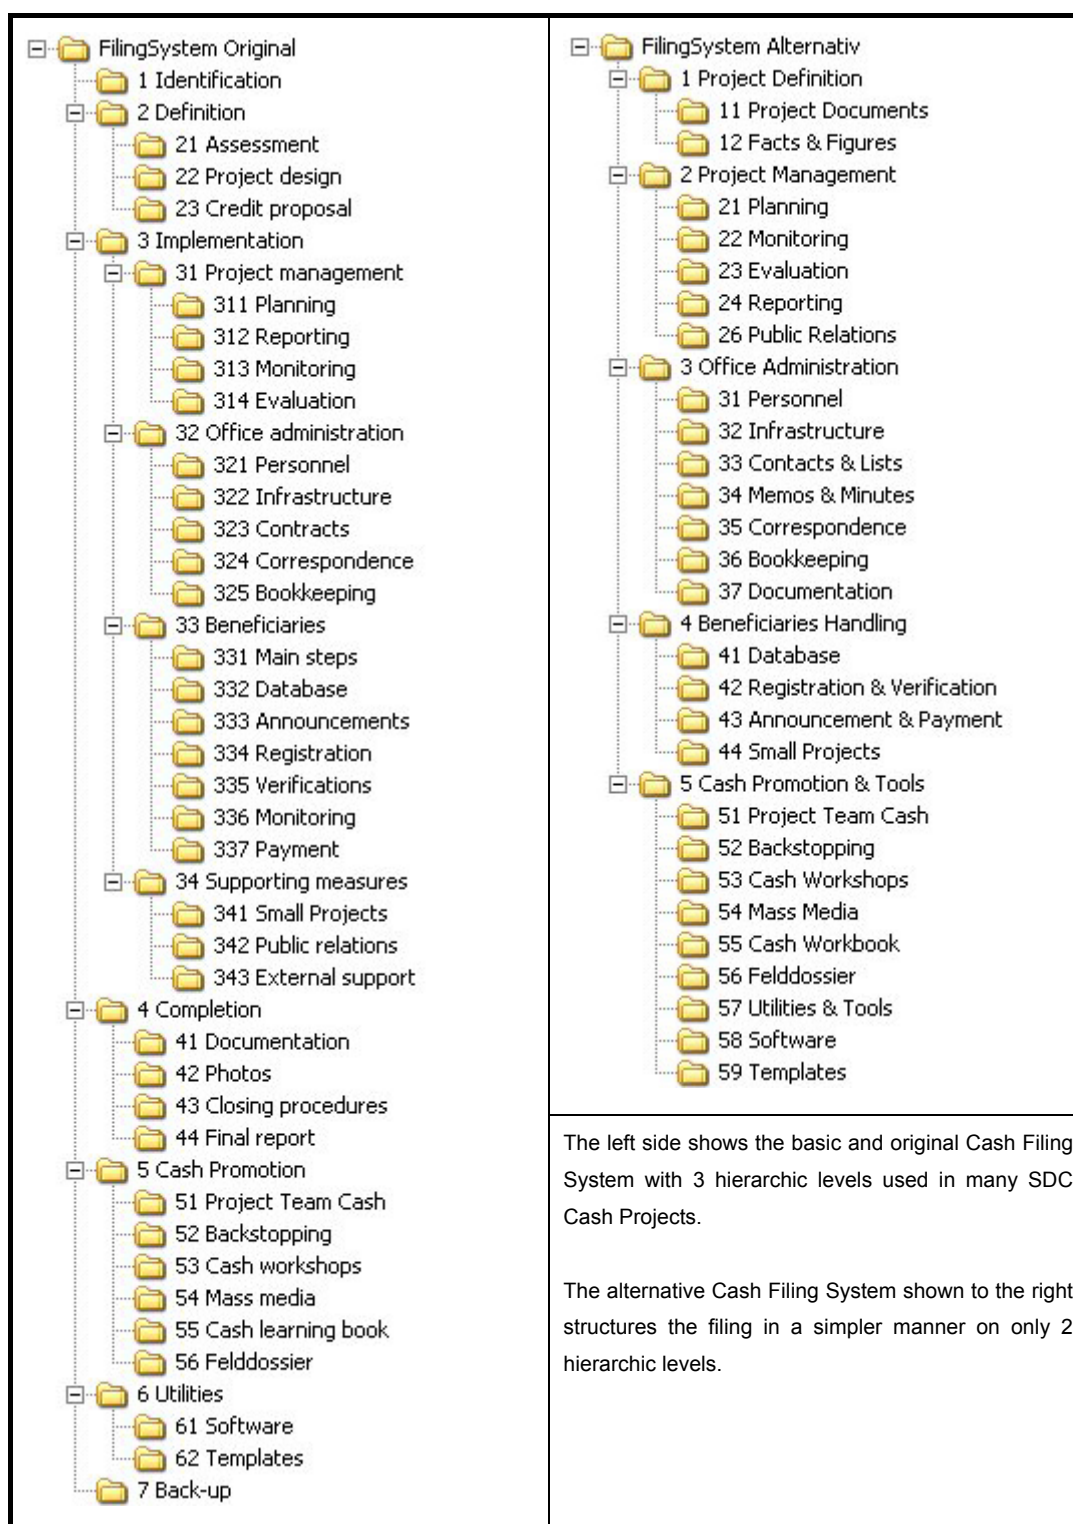 FilingSystem Original
1 Identification
2 Definition
21 Assessment
22 Project design
23 Credit proposal
3 Implementation
31 Project management
311 Planning
312 Reporting
313 Monitoring
314 Evaluation
32 Office administration
321 Personnel
322 Infrastructure
323 Contracts
324 Correspondence
325 Bookkeeping
33 Beneficiaries
331 Main steps
332 Database
333 Announcements
334 Registration
335 Verifications
336 Monitoring
337 Payment
34 Supporting measures
341 Small Projects
342 Public relations
343 External support
4 Completion
41 Documentation
42 Photos
43 Closing procedures
44 Final report
5 Cash Promotion
51 Project Team Cash
52 Backstopping
53 Cash workshops
54 Mass media
55 Cash learning book
56 Felddossier
6 Utilities
61 Software
62 Templates
7 Back-up
FilingSystem Alternativ
1 Project Definition
11 Project Documents
12 Facts & Figures
2 Project Management
21 Planning
22 Monitoring
23 Evaluation
24 Reporting
26 Public Relations
3 Office Administration
31 Personnel
32 Infrastructure
33 Contacts & Lists
34 Memos & Minutes
35 Correspondence
36 Bookkeeping
37 Documentation
4 Beneficiaries Handling
41 Database
42 Registration & Verification
43 Announcement & Payment
44 Small Projects
5 Cash Promotion & Tools
51 Project Team Cash
52 Backstopping
53 Cash Workshops
54 Mass Media
55 Cash Workbook
56 Felddossier
57 Utilities & Tools
58 Software
59 Templates
The left side shows the basic and original Cash Filing
System with 3 hierarchic levels used in many SDC
Cash Projects.
The alternative Cash Filing System shown to the right
structures the filing in a simpler manner on only 2
hierarchic levels.